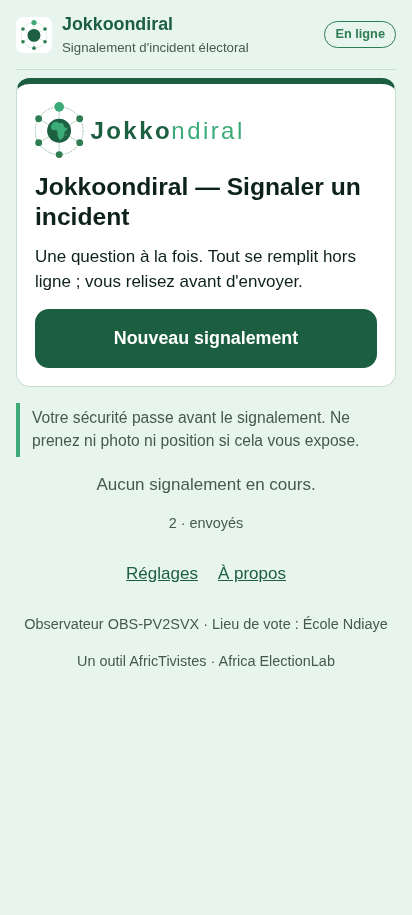 Jokkoondiral
Signalement d'incident électoral
En ligne
Jokkondiral
Jokkoondiral — Signaler un
incident
Une question à la fois. Tout se remplit hors
ligne ; vous relisez avant d'envoyer.
Nouveau signalement
Votre sécurité passe avant le signalement. Ne
prenez ni photo ni position si cela vous expose.
Aucun signalement en cours.
2 · envoyés
Réglages À propos
Observateur OBS-PV2SVX · Lieu de vote : École Ndiaye
Un outil AfricTivistes · Africa ElectionLab